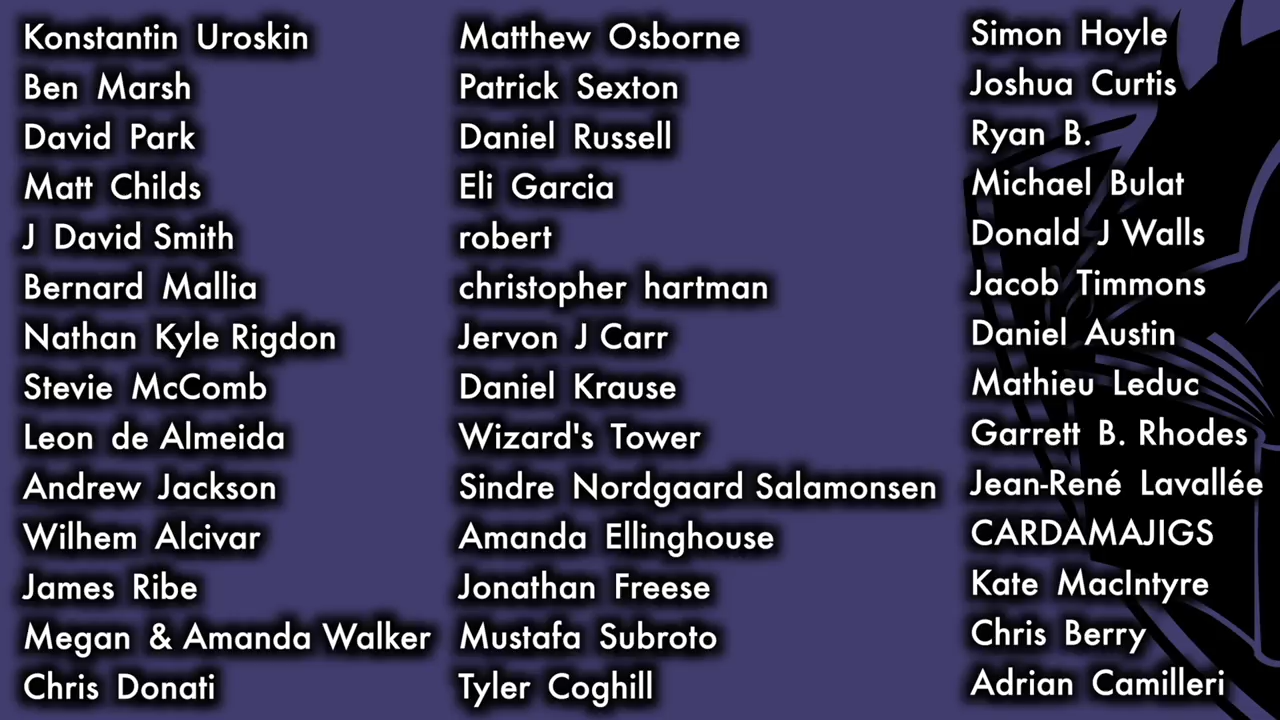 Konstantin Uroskin
Ben Marsh
David Park
Matt Childs
J David Smith
Bernard Mallia
Nathan Kyle Rigdon
Stevie McComb
Leon de Almeida
Andrew Jackson
Wilhem Alcivar
James Ribe
Megan & Amanda Walker
Chris Donati
Matthew Osborne
Patrick Sexton
Daniel Russell
Eli Garcia
robert
christopher hartman
Jervon J Carr
Daniel Krause
Wizard's Tower
Sindre Nordgaard Salamonsen
Amanda Ellinghouse
Jonathan Freese
Mustafa Subroto
Tyler Coghill
Simon Hoyle
Joshua Curtis
Ryan B.
Michael Bulat
Donald J Walls
Jacob Timmons
Daniel Austin
Mathieu Leduc
Garrett B. Rhodes
Jean-René Lavallée
CARDAMAJIGS
Kate MacIntyre
Chris Berry
Adrian Camilleri